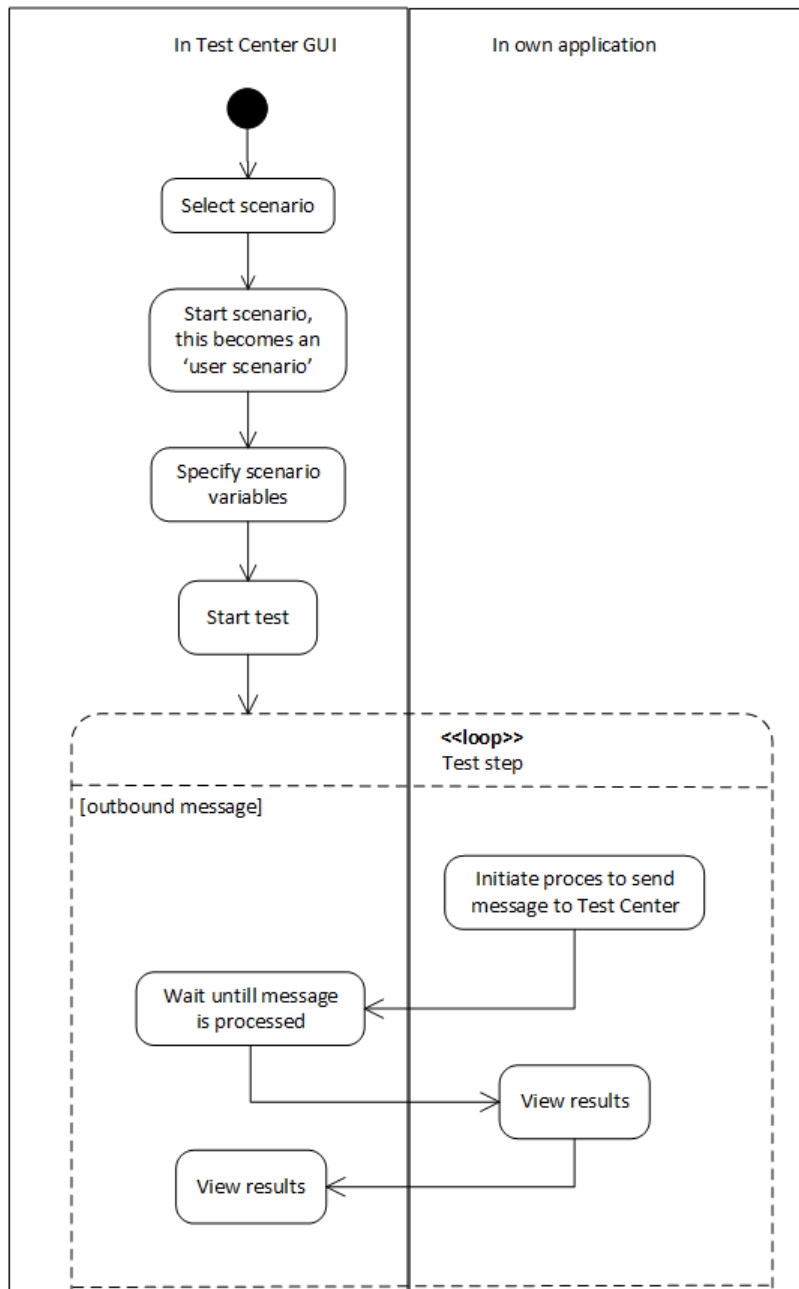 In Test Center GUI
In own application
Select scenario
Start scenario,
this becomes an
‘user scenario’
Specify scenario
variables
Start test
<<loop>>
Test step
[outbound message]
Initiate proces to send
message to Test Center
Wait untill message
is processed
View results
View results